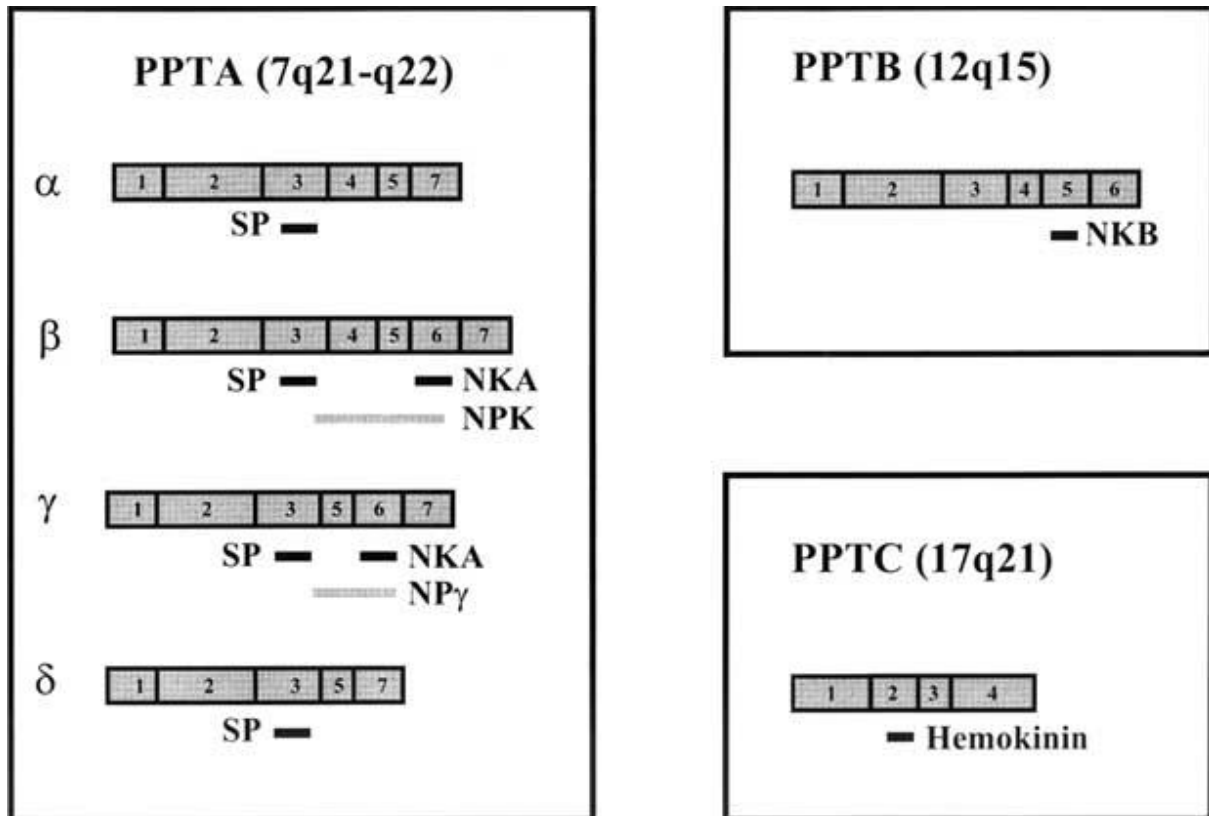 PPTA (7q21-q22)
α
1 2 3 4 5 7
SP
β
1 2 3 4 5 6 7
SP NKA
NPK
γ
1 2 3 5 6 7
SP NKA
NPγ
δ
1 2 3 5 7
SP
PPTB (12q15)
1 2 3 4 5 6
NKB
PPTC (17q21)
1 2 3 4
Hemokinin